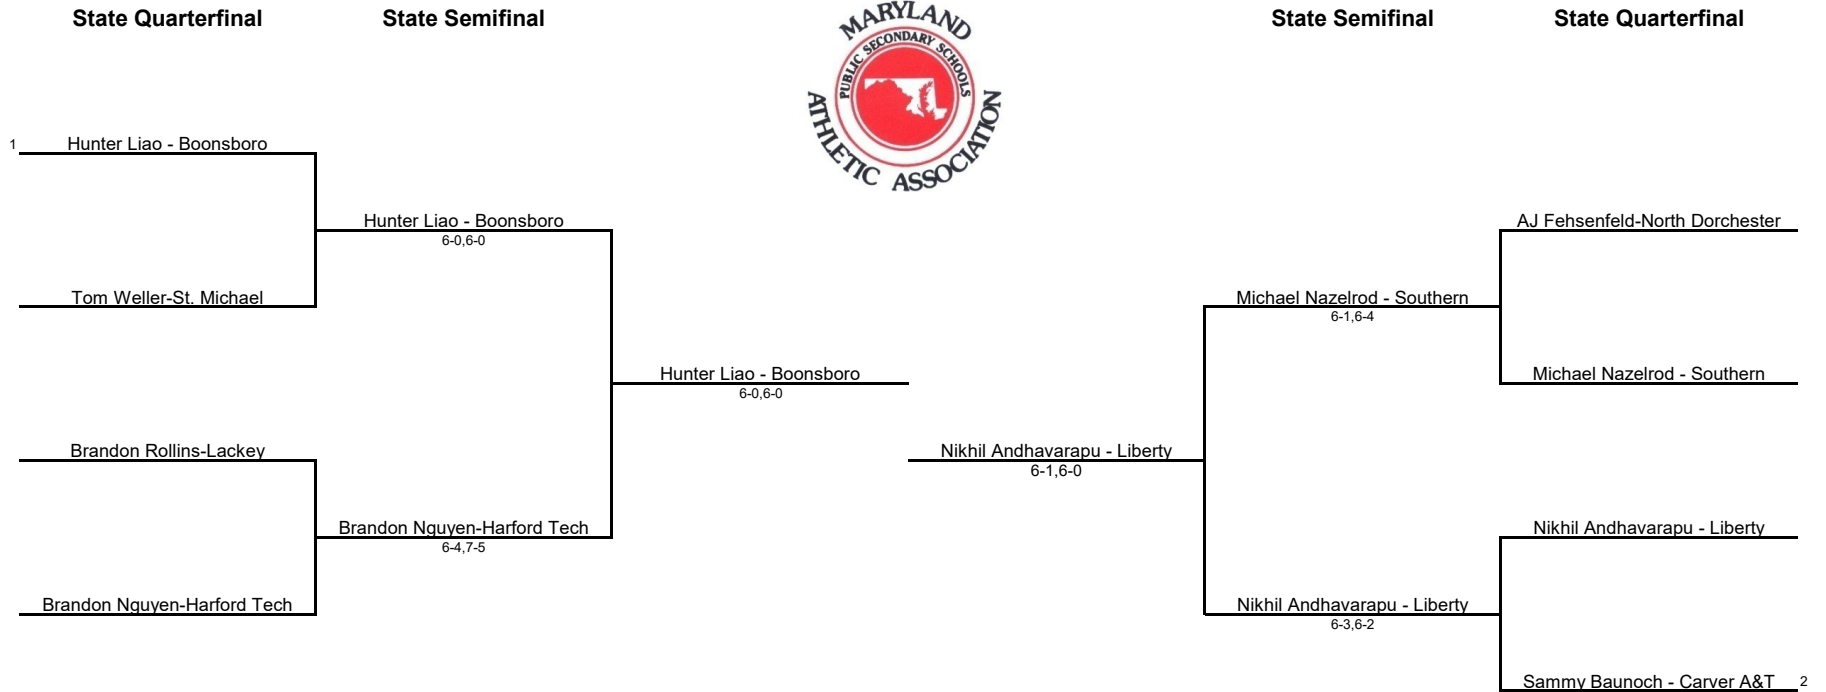 State Quarterfinal
State Semifinal
State Semifinal
State Quarterfinal
MARYLAND
PUBLIC SECONDARY SCHOOLS
ATHLETIC ASSOCIATION
1 Hunter Liao - Boonsboro
Tom Weller-St. Michael
Brandon Rollins-Lackey
Brandon Nguyen-Harford Tech
Hunter Liao - Boonsboro
6-0,6-0
Brandon Nguyen-Harford Tech
6-4,7-5
Hunter Liao - Boonsboro
6-0,6-0
Nikhil Andhavarapu - Liberty
6-1,6-0
Michael Nazelrod - Southern
6-1,6-4
Nikhil Andhavarapu - Liberty
6-3,6-2
AJ Fehsenfeld-North Dorchester
Michael Nazelrod - Southern
Nikhil Andhavarapu - Liberty
Sammy Baunoch - Carver A&T 2